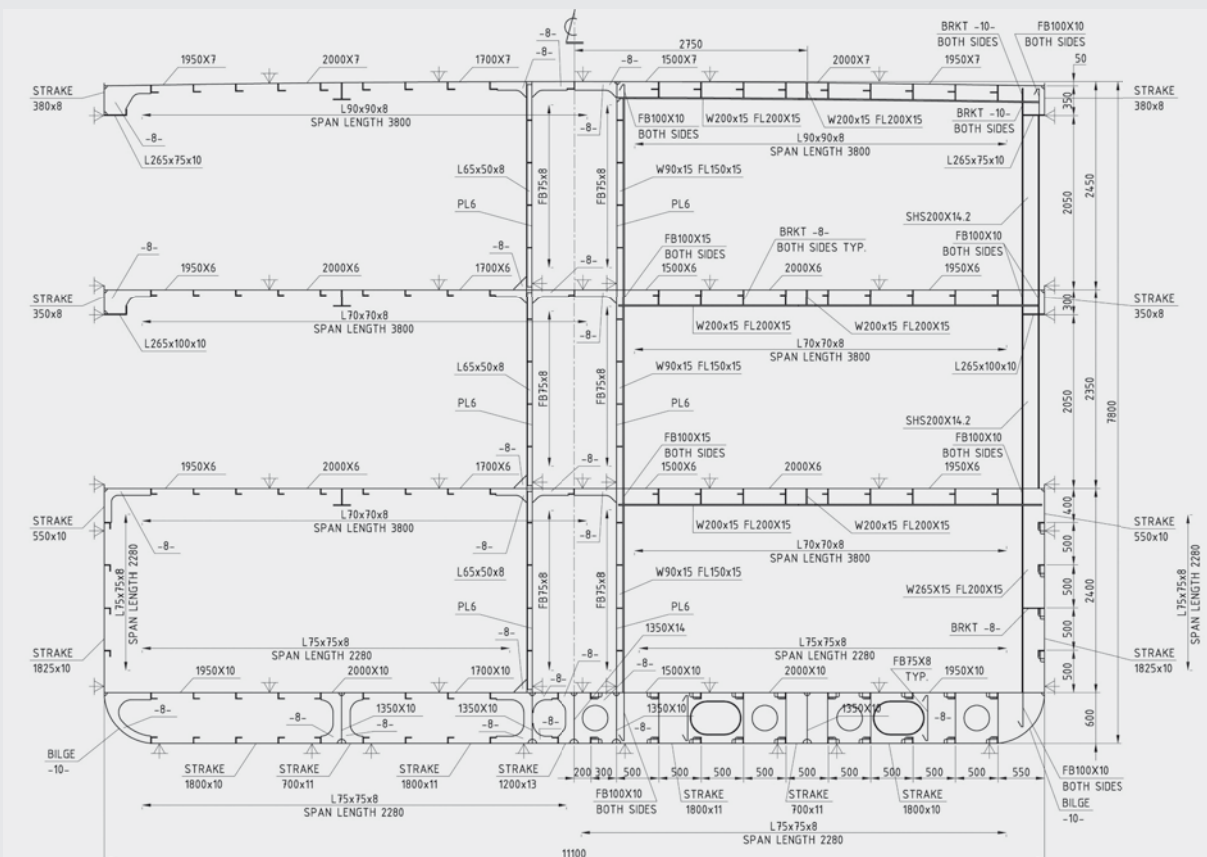 BRKT -10-
BOTH SIDES
FB100X10
BOTH SIDES
-8-
℄
2750
50
1950X7
2000X7
1700X7
-8-
-8-
1500X7
2000X7
1950X7
STRAKE
380x8
STRAKE
380x8
350
L90x90x8
SPAN LENGTH 3800
-8-
L265x75x10
-8-
FB100X10
BOTH SIDES
W200x15 FL200X15
W200x15 FL200X15
BRKT -10-
BOTH SIDES
L90x90x8
SPAN LENGTH 3800
L265x75x10
L65x50x8
FB75x8
FB75x8
W90x15 FL150x15
2050
2450
PL6
PL6
SHS200X14.2
-8-
1950X6
2000X6
1700X6
-8-
-8-
FB100X15
BOTH SIDES
1500X6
BRKT -8-
BOTH SIDES TYP.
2000X6
1950X6
FB100X10
BOTH SIDES
STRAKE
350x8
STRAKE
350x8
300
L70x70x8
SPAN LENGTH 3800
-8-
L265x100x10
W200x15 FL200X15
W200x15 FL200X15
L70x70x8
SPAN LENGTH 3800
L265x100x10
L65x50x8
FB75x8
FB75x8
W90x15 FL150x15
2050
2350
7800
PL6
PL6
SHS200X14.2
1950X6
2000X6
1700X6
-8-
-8-
FB100X15
BOTH SIDES
1500X6
2000X6
1950X6
FB100X10
BOTH SIDES
STRAKE
550x10
STRAKE
550x10
400
L70x70x8
SPAN LENGTH 3800
-8-
-8-
W200x15 FL200X15
W200x15 FL200X15
L70x70x8
SPAN LENGTH 3800
500
500
500
500
2400
L75x75x8
SPAN LENGTH 2280
L75x75x8
SPAN LENGTH 2280
L65x50x8
FB75x8
FB75x8
W90x15 FL150x15
W265X15 FL200X15
PL6
PL6
1350X14
BRKT -8-
STRAKE
1825x10
STRAKE
1825x10
L75x75x8
SPAN LENGTH 2280
-8-
-8-
-8-
L75x75x8
SPAN LENGTH 2280
1950X10
2000X10
1700X10
-8-
1500X10
2000X10
FB75X8
TYP.
1950X10
-8-
-8-
1350X10
-8-
1350X10
-8-
1350X10
-8-
1350X10
-8-
600
BILGE
-10-
STRAKE
1800x10
STRAKE
700x11
STRAKE
1800x11
STRAKE
1200x13
200
300
500
500
500
500
500
500
500
500
550
FB100X10
BOTH SIDES
STRAKE
1800x11
STRAKE
700x11
STRAKE
1800x10
FB100X10
BOTH SIDES
BILGE
-10-
L75x75x8
SPAN LENGTH 2280
L75x75x8
SPAN LENGTH 2280
11100